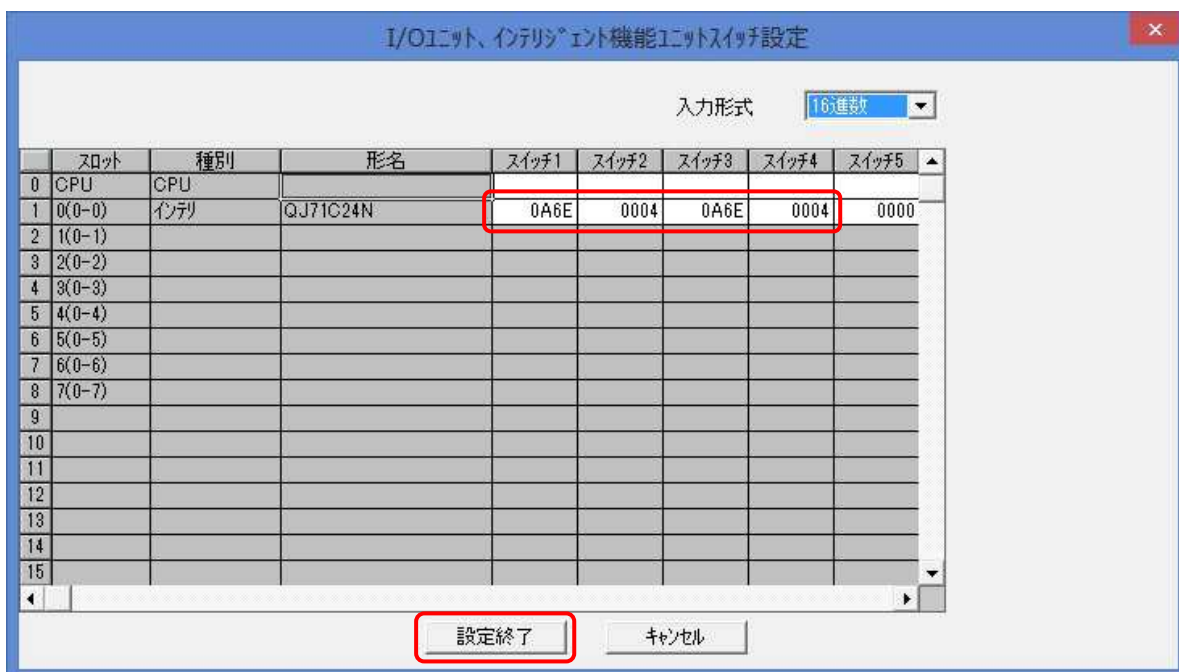 I/Oユニット、インテリジェント機能ユニットスイッチ設定
入力形式 16進数
スロット 種別 形名 スイッチ1 スイッチ2 スイッチ3 スイッチ4 スイッチ5
0 CPU CPU
1 0(0-0) インテリ QJ71C24N 0A6E 0004 0A6E 0004 0000
2 1(0-1)
3 2(0-2)
4 3(0-3)
5 4(0-4)
6 5(0-5)
7 6(0-6)
8 7(0-7)
9
10
11
12
13
14
15
設定終了 キャンセル